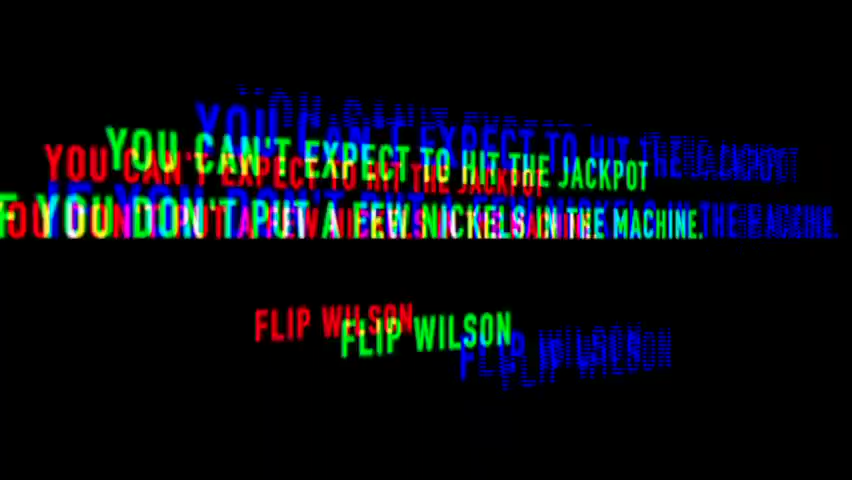 YOU CAN'T EXPECT TO HIT THE JACKPOT
IF YOU DON'T PUT A FEW NICKELS IN THE MACHINE.
FLIP WILSON